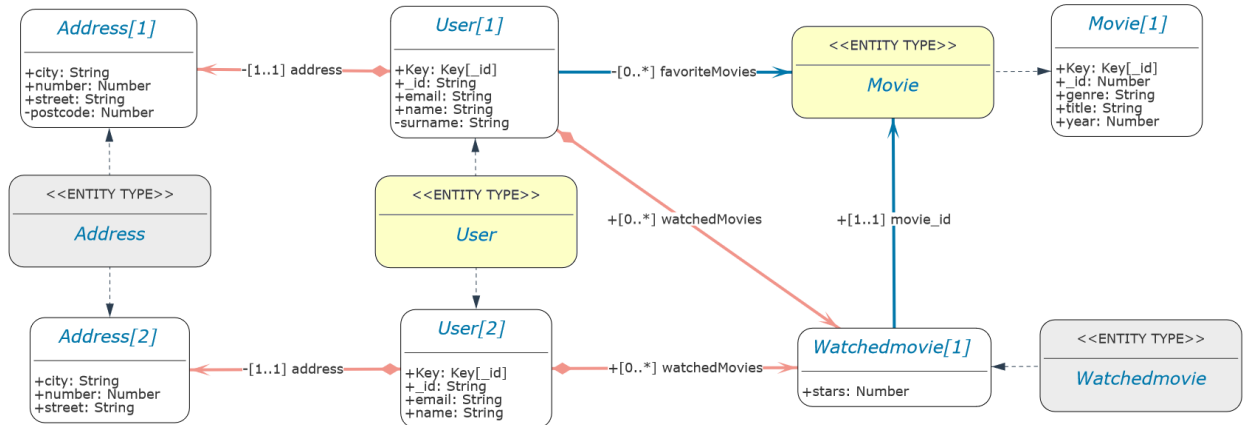 Address[1]
+city: String
+number: Number
+street: String
-postcode: Number
-[1..1] address
User[1]
+Key: Key[_id]
+_id: String
+email: String
+name: String
-surname: String
-[0..*] favoriteMovies
<<ENTITY TYPE>>
Movie
Movie[1]
+Key: Key[_id]
+_id: Number
+genre: String
+title: String
+year: Number
<<ENTITY TYPE>>
Address
<<ENTITY TYPE>>
User
+[0..*] watchedMovies
+[1..1] movie_id
Address[2]
+city: String
+number: Number
+street: String
-[1..1] address
User[2]
+Key: Key[_id]
+_id: String
+email: String
+name: String
+[0..*] watchedMovies
Watchedmovie[1]
+stars: Number
<<ENTITY TYPE>>
Watchedmovie